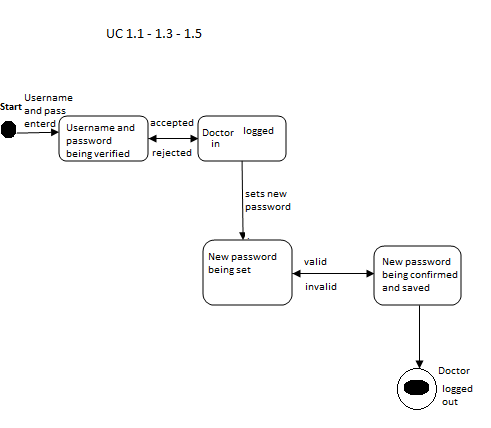 UC 1.1 - 1.3 - 1.5
Start
Username
and pass
enterd
Username and
password
being verified
accepted
rejected
Doctor logged
in
sets new
password
New password
being set
valid
invalid
New password
being confirmed
and saved
Doctor
logged
out